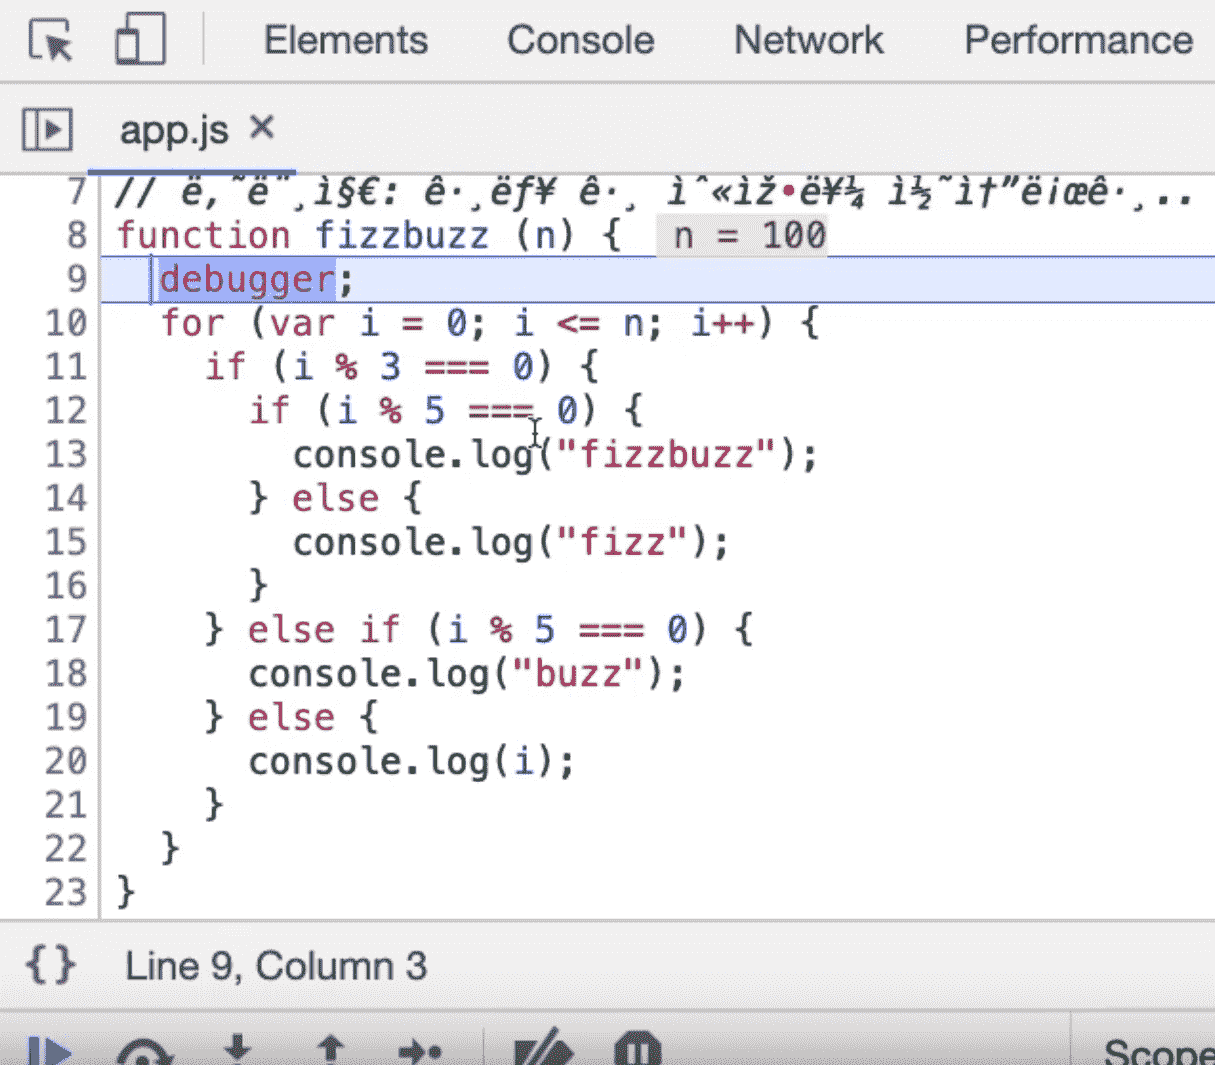 Elements Console Network Performance
app.js
7 // ë‚˜ë¨¸ì§€: ê·¸ëƒ¥ ê·¸ ìˆ«ìž•ë¥¼ ì½˜ì†”ë¡œê·¸..
8 function fizzbuzz (n) { n = 100
9 debugger;
10 for (var i = 0; i <= n; i++) {
11 if (i % 3 === 0) {
12 if (i % 5 === 0) {
13 console.log("fizzbuzz");
14 } else {
15 console.log("fizz");
16 }
17 } else if (i % 5 === 0) {
18 console.log("buzz");
19 } else {
20 console.log(i);
21 }
22 }
23 }
{} Line 9, Column 3
Scope